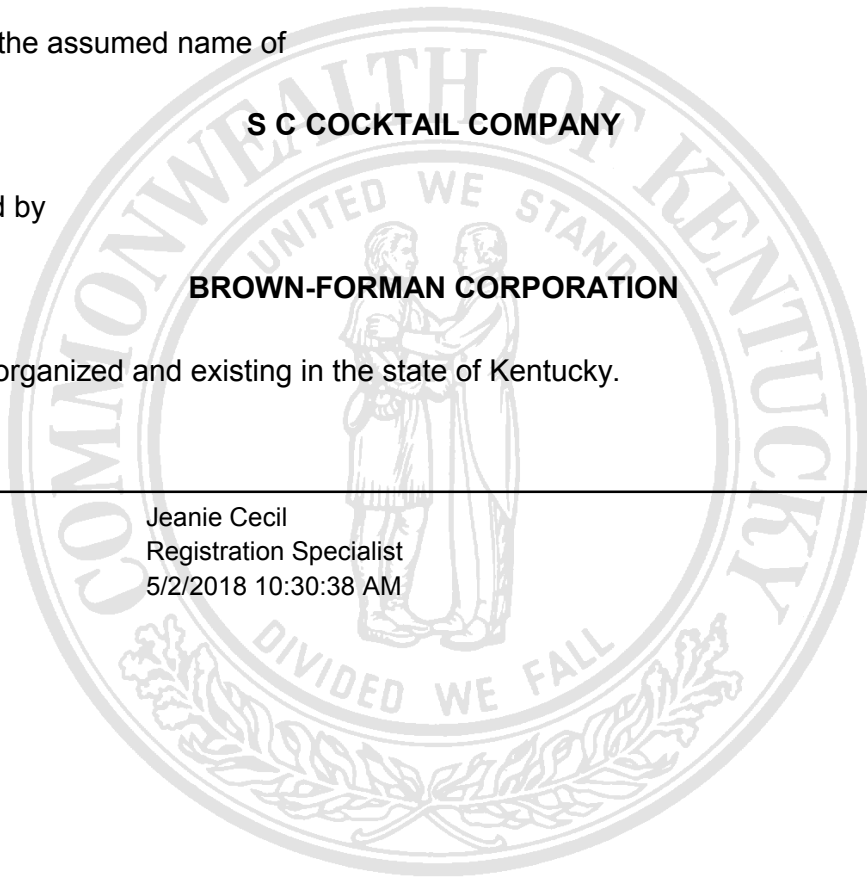 the assumed name of
S C COCKTAIL COMPANY
d by
BROWN-FORMAN CORPORATION
organized and existing in the state of Kentucky.
Jeanie Cecil
Registration Specialist
5/2/2018 10:30:38 AM
COMMONWEALTH OF KENTUCKY
UNITED WE STAND
DIVIDED WE FALL